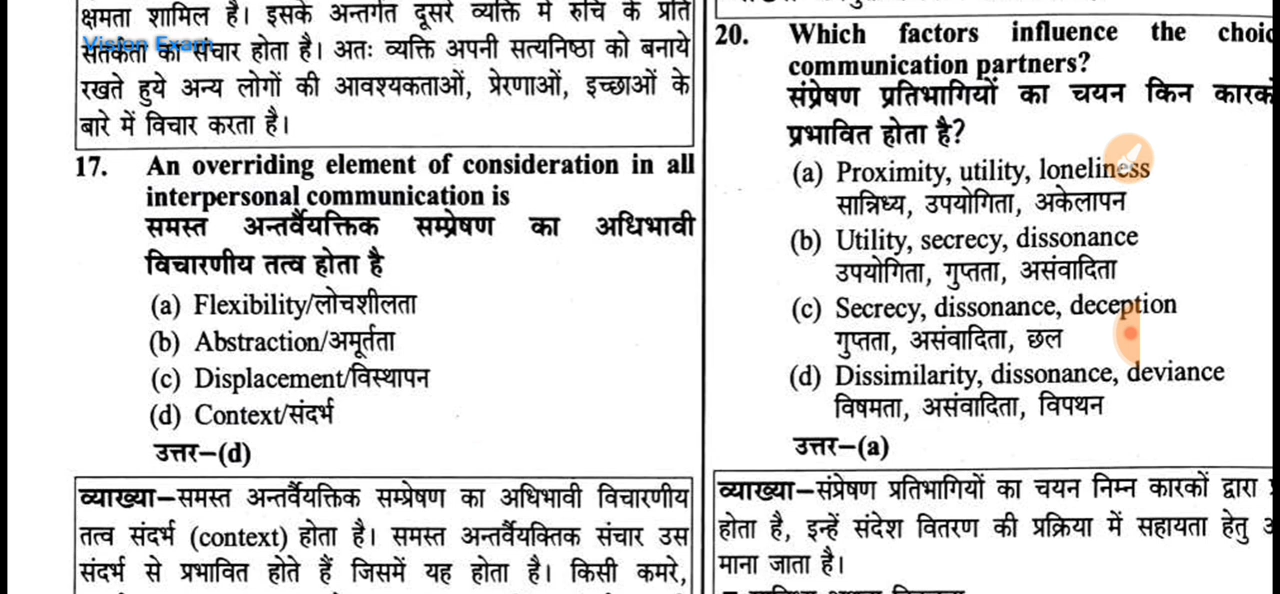 क्षमता शामिल है। इसके अन्तर्गत दूसरे व्यक्ति में रुचि के प्रति
सतर्कता का संचार होता है। अतः व्यक्ति अपनी सत्यनिष्ठा को बनाये
Vision Exam
रखते हुये अन्य लोगों की आवश्यकताओं, प्रेरणाओं, इच्छाओं के
बारे में विचार करता है।
17. An overriding element of consideration in all
interpersonal communication is
समस्त अन्तर्वैयक्तिक सम्प्रेषण का अधिभावी
विचारणीय तत्व होता है
(a) Flexibility/लोचशीलता
(b) Abstraction/अमूर्तता
(c) Displacement/विस्थापन
(d) Context/संदर्भ
उत्तर–(d)
व्याख्या–समस्त अन्तर्वैयक्तिक सम्प्रेषण का अधिभावी विचारणीय
तत्व संदर्भ (context) होता है। समस्त अन्तर्वैयक्तिक संचार उस
संदर्भ से प्रभावित होते हैं जिसमें यह होता है। किसी कमरे,
20. Which factors influence the choic
communication partners?
संप्रेषण प्रतिभागियों का चयन किन कारको
प्रभावित होता है?
(a) Proximity, utility, loneliness
सान्निध्य, उपयोगिता, अकेलापन
(b) Utility, secrecy, dissonance
उपयोगिता, गुप्तता, असंवादिता
(c) Secrecy, dissonance, deception
गुप्तता, असंवादिता, छल
(d) Dissimilarity, dissonance, deviance
विषमता, असंवादिता, विपथन
उत्तर–(a)
व्याख्या–संप्रेषण प्रतिभागियों का चयन निम्न कारकों द्वारा
होता है, इन्हें संदेश वितरण की प्रक्रिया में सहायता हेतु
माना जाता है।